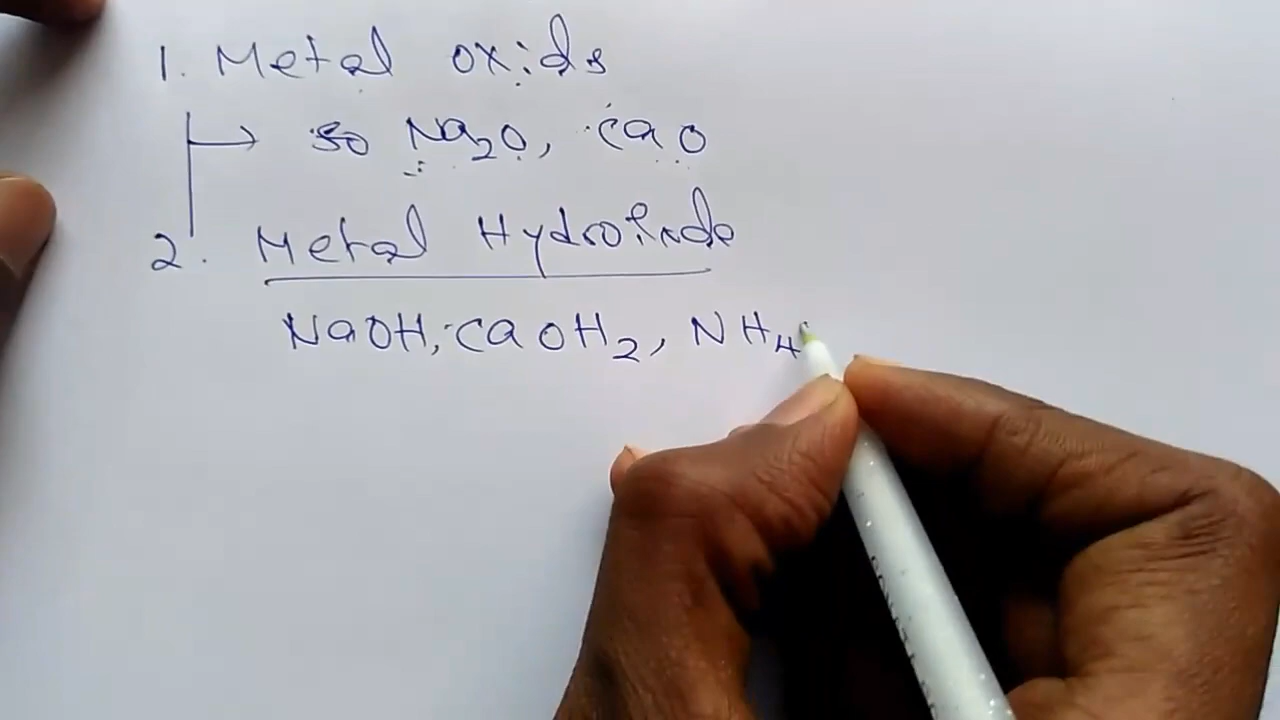 1. Metal oxids
so Na2O, CaO
2. Metal Hydroxide
NaOH, CaOH2, NH4